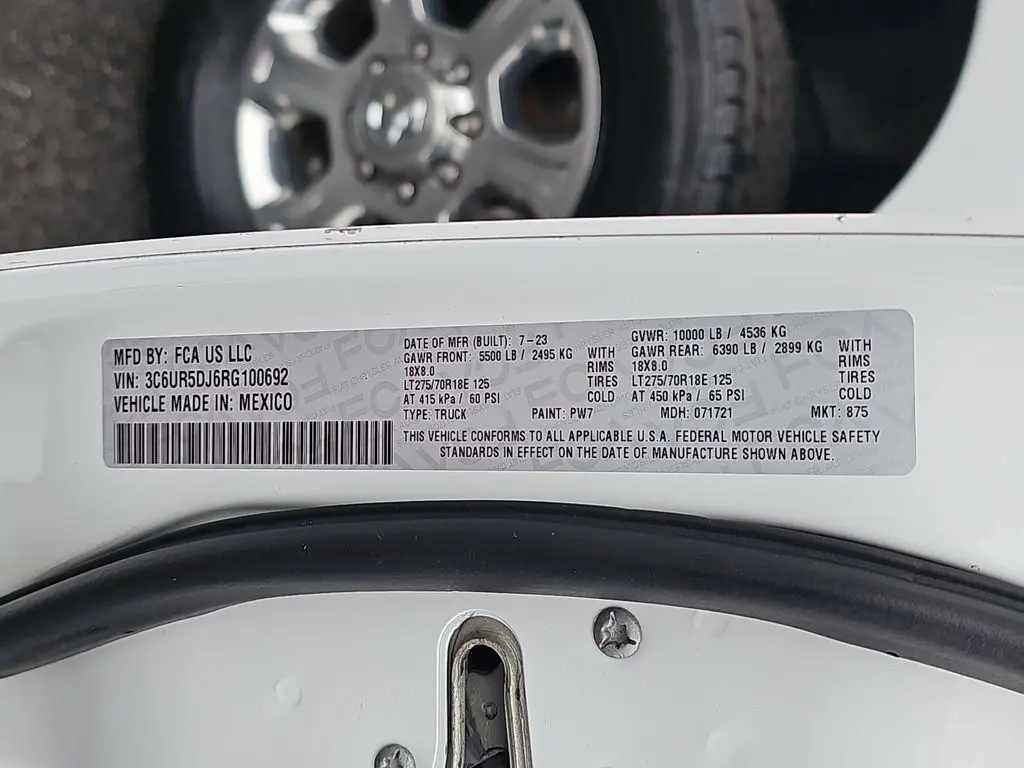 MFD BY: FCA US LLC
VIN: 3C6UR5DJ6RG100692
VEHICLE MADE IN: MEXICO
DATE OF MFR (BUILT): 7-23
GAWR FRONT: 5500 LB / 2495 KG WITH
18X8.0 RIMS
LT275/70R18E 125 TIRES
AT 415 kPa / 60 PSI COLD
GVWR: 10000 LB / 4536 KG
GAWR REAR: 6390 LB / 2899 KG WITH
18X8.0 RIMS
LT275/70R18E 125 TIRES
AT 450 kPa / 65 PSI COLD
TYPE: TRUCK PAINT: PW7 MDH: 071721 MKT: 875
THIS VEHICLE CONFORMS TO ALL APPLICABLE U.S.A. FEDERAL MOTOR VEHICLE SAFETY
STANDARDS IN EFFECT ON THE DATE OF MANUFACTURE SHOWN ABOVE.